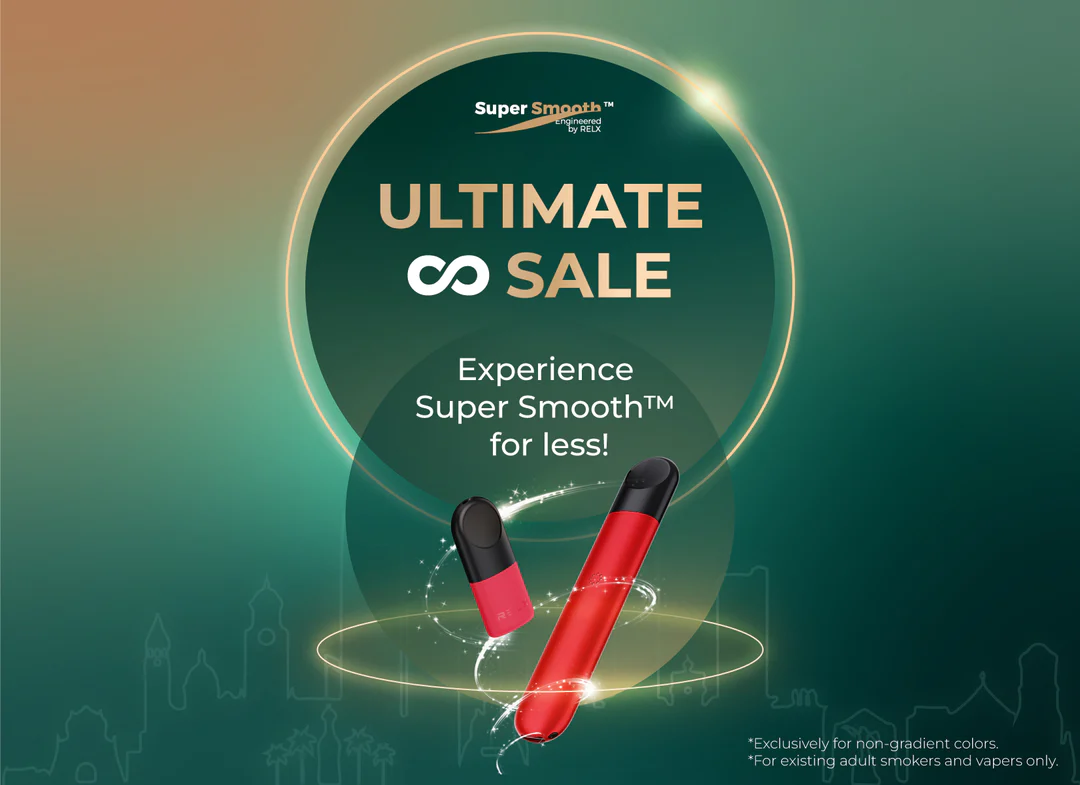 Super Smooth™
Engineered
by RELX
ULTIMATE
∞ SALE
Experience
Super Smooth™
for less!
*Exclusively for non-gradient colors.
*For existing adult smokers and vapers only.